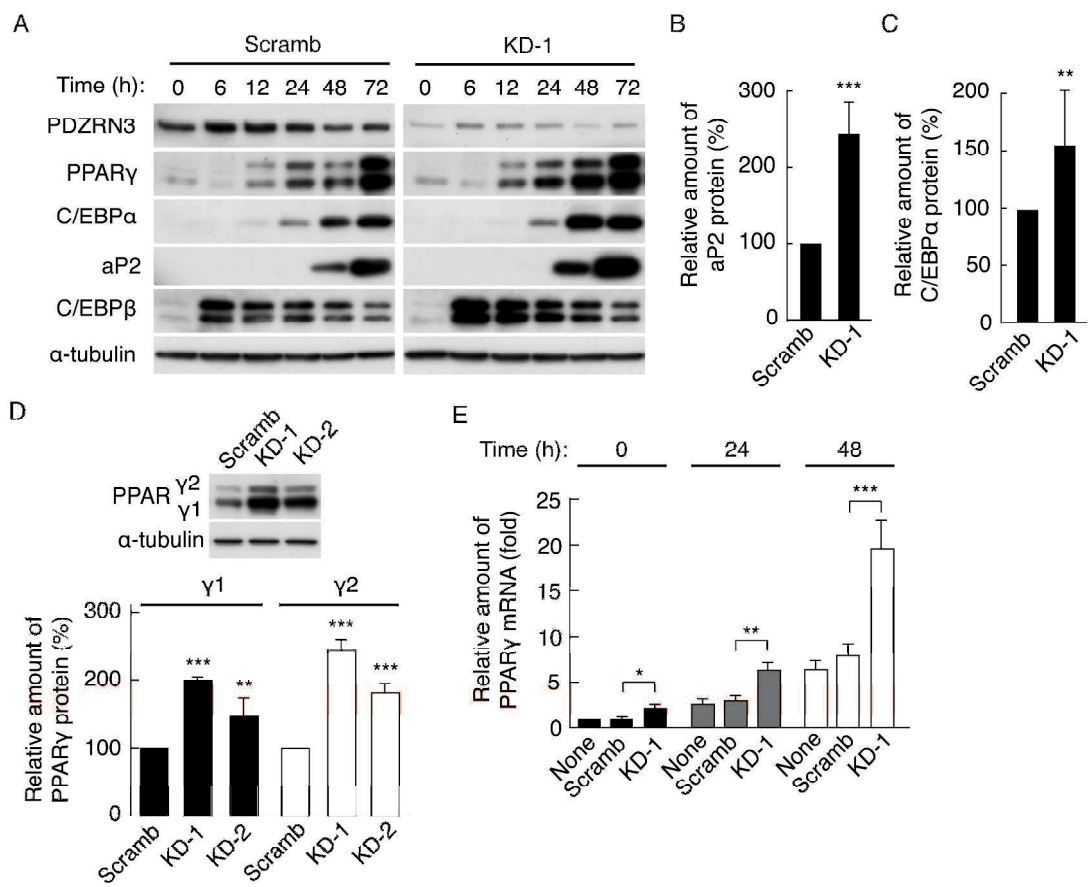 A
Scramb KD-1
Time (h): 0 6 12 24 48 72 0 6 12 24 48 72
PDZRN3
PPARγ
C/EBPα
aP2
C/EBPβ
α-tubulin
B
Relative amount of
aP2 protein (%)
300
200
100
0
***
Scramb
KD-1
C
Relative amount of
C/EBPα protein (%)
200
150
100
50
0
**
Scramb
KD-1
D
Scramb
KD-1
KD-2
PPAR γ2
γ1
α-tubulin
γ1 γ2
Relative amount of
PPARγ protein (%)
300
200
100
0
*** ** *** ***
Scramb
KD-1
KD-2
Scramb
KD-1
KD-2
E
Time (h): 0 24 48
Relative amount of
PPARγ mRNA (fold)
25
20
15
10
5
0
* ** ***
None
Scramb
KD-1
None
Scramb
KD-1
None
Scramb
KD-1